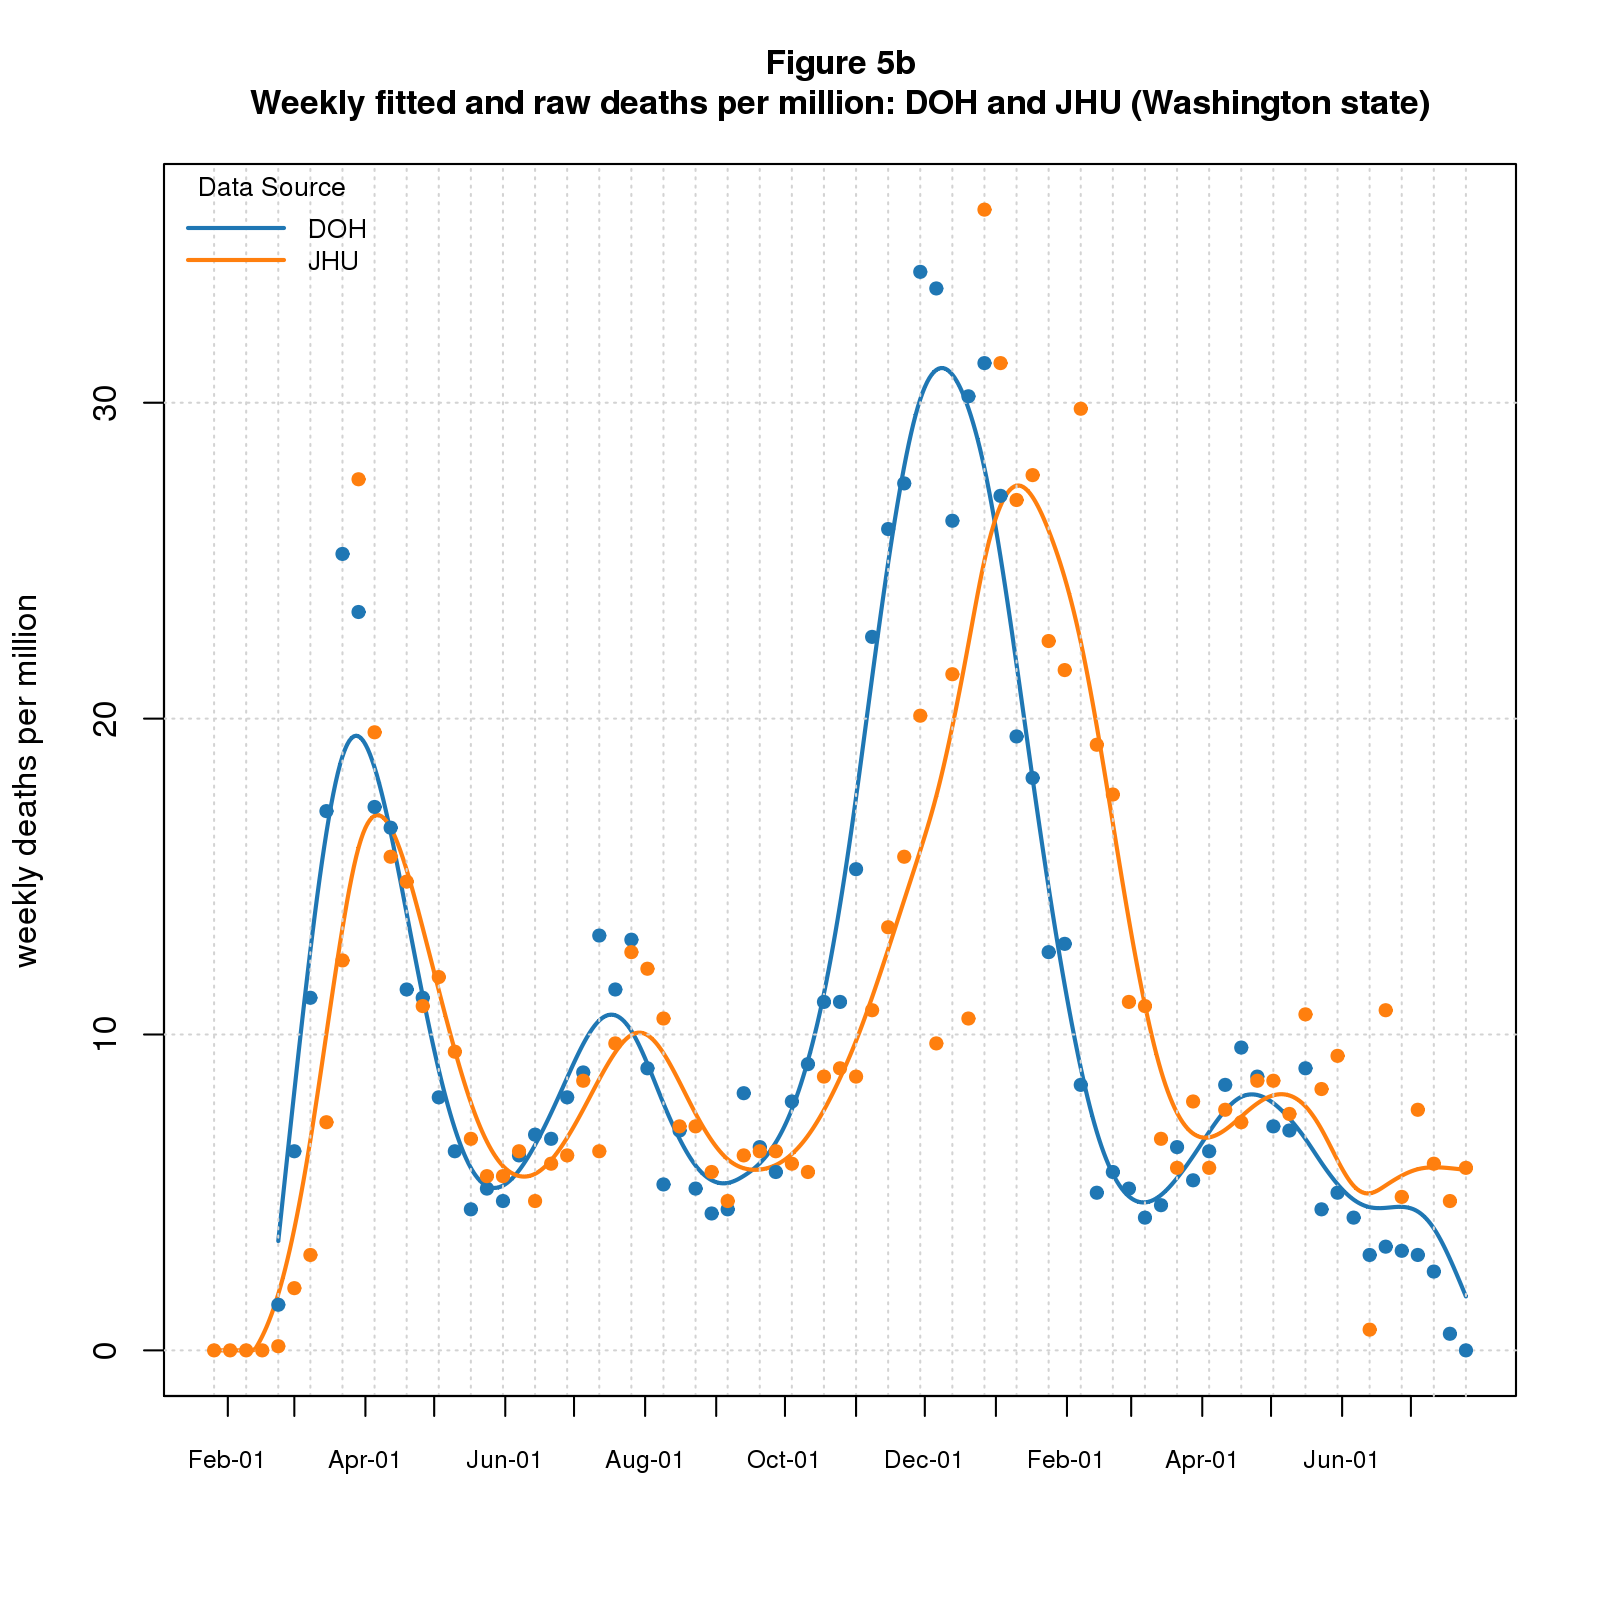 Figure 5b
Weekly fitted and raw deaths per million: DOH and JHU (Washington state)
Data Source
DOH
JHU
weekly deaths per million
30
20
10
0
Feb-01 Apr-01 Jun-01 Aug-01 Oct-01 Dec-01 Feb-01 Apr-01 Jun-01